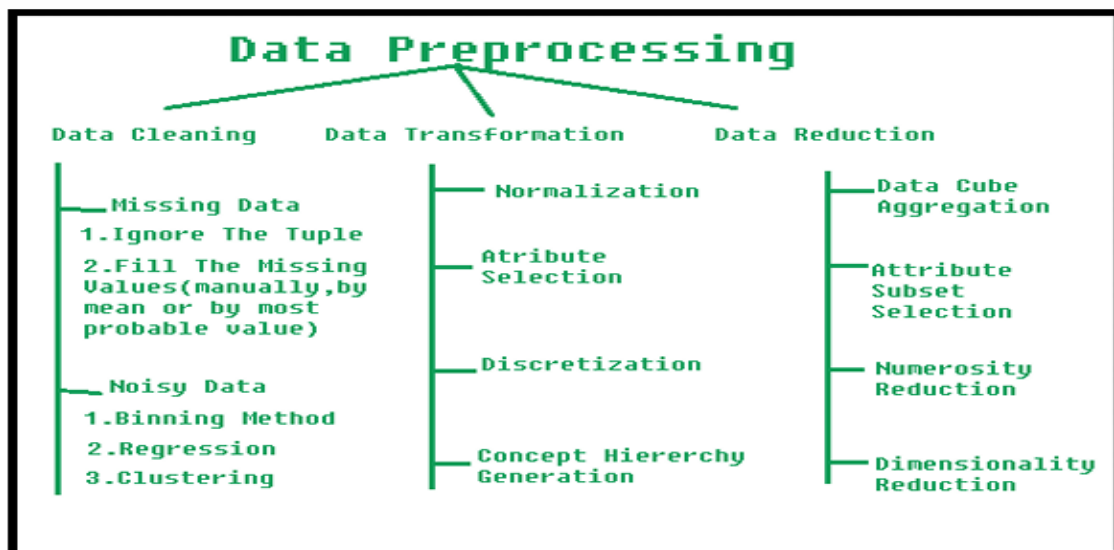 Data Preprocessing
Data Cleaning
Missing Data
1.Ignore The Tuple
2.Fill The Missing
Values(manually,by
mean or by most
probable value)
Noisy Data
1.Binning Method
2.Regression
3.Clustering
Data Transformation
Normalization
Atribute
Selection
Discretization
Concept Hiererchy
Generation
Data Reduction
Data Cube
Aggregation
Attribute
Subset
Selection
Numerosity
Reduction
Dimensionality
Reduction